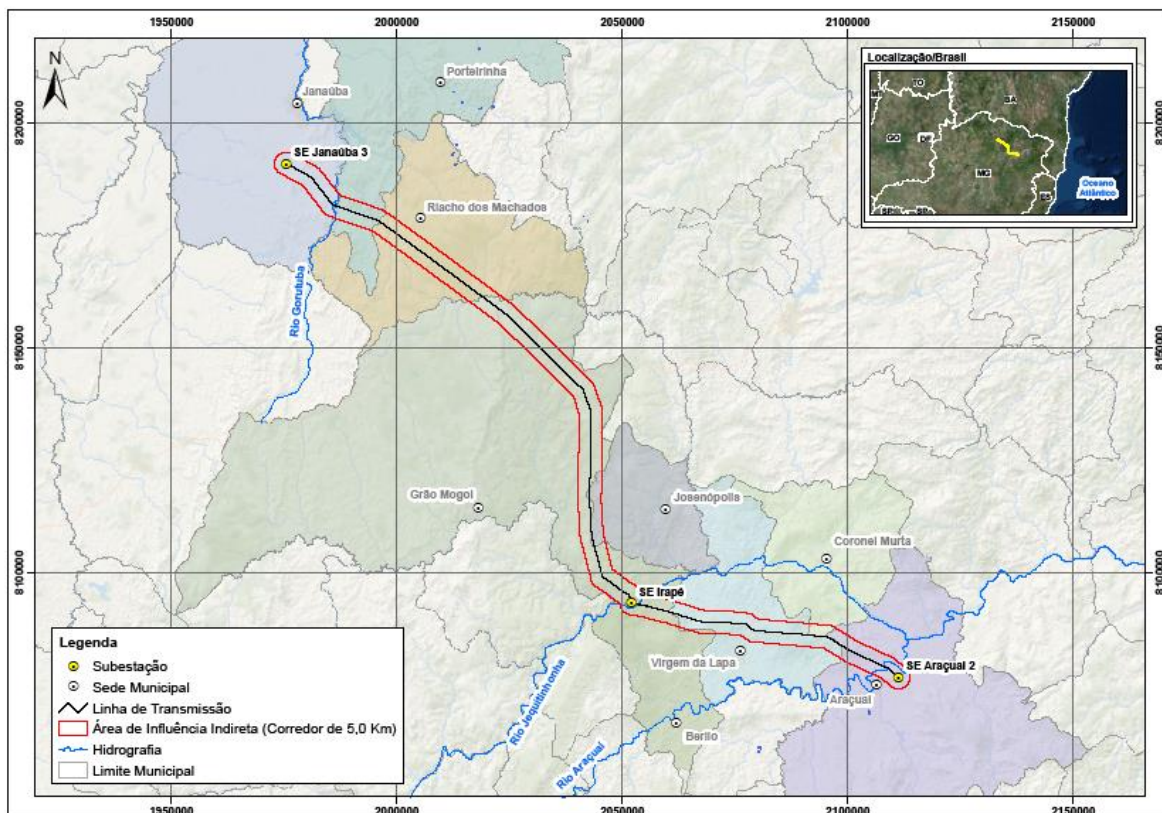 1950000
2000000
2050000
2100000
2150000
N
Janaúba
Porteirinha
Localização/Brasil
TO
BA
GO
DF
MG
ES
Oceano
Atlântico
8200000
8200000
SE Janaúba 3
Riacho dos Machados
Rio Gorutuba
8150000
8150000
Grão Mogol
Josenópolis
Coronel Murta
8100000
8100000
SE Irapé
Virgem da Lapa
SE Araçuaí 2
Araçuaí
Berilo
Rio Jequitinhonha
Rio Araçuaí
Legenda
Subestação
Sede Municipal
Linha de Transmissão
Área de Influência Indireta (Corredor de 5,0 Km)
Hidrografia
Limite Municipal
1950000
2000000
2050000
2100000
2150000